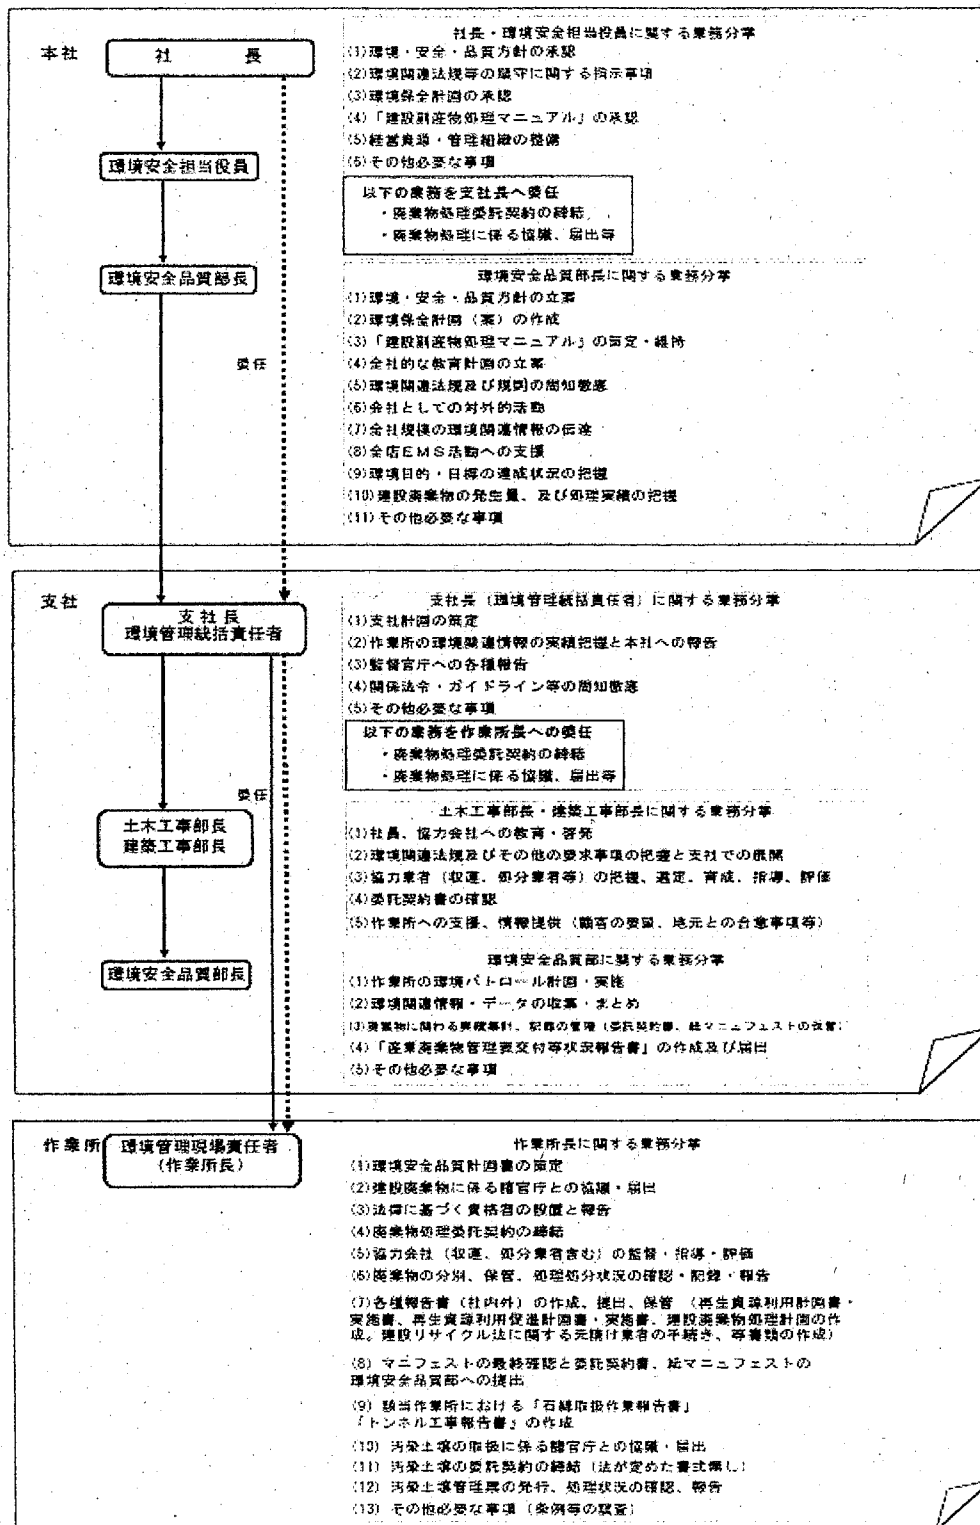 本社
社長
環境安全担当役員
環境安全品質部長
委任
社長・環境安全担当役員に関する業務分掌
(1)環境・安全・品質方針の承認
(2)環境関連法規等の順守に関する指示事項
(3)環境保全計画の承認
(4)「建設副産物処理マニュアル」の承認
(5)経営資源・管理組織の整備
(6)その他必要な事項
以下の業務を支社長へ委任
・廃棄物処理委託契約の締結
・廃棄物処理に係る協議、届出等
環境安全品質部長に関する業務分掌
(1)環境・安全・品質方針の立案
(2)環境保全計画(案)の作成
(3)「建設副産物処理マニュアル」の策定・維持
(4)全社的な教育計画の立案
(5)環境関連法規及び規則の周知徹底
(6)会社としての対外的活動
(7)全社規模の環境関連情報の伝達
(8)全店EMS活動への支援
(9)環境目的・目標の達成状況の把握
(10)建設廃棄物の発生量、及び処理実績の把握
(11)その他必要な事項
支社
支社長
環境管理統括責任者
委任
土木工事部長
建築工事部長
環境安全品質部長
支社長(環境管理統括責任者)に関する業務分掌
(1)支社計画の策定
(2)作業所の環境関連情報の実績把握と本社への報告
(3)監督官庁への各種報告
(4)関係法令・ガイドライン等の周知徹底
(5)その他必要な事項
以下の業務を作業所長への委任
・廃棄物処理委託契約の締結
・廃棄物処理に係る協議、届出等
土木工事部長・建築工事部長に関する業務分掌
(1)社員、協力会社への教育・啓発
(2)環境関連法規及びその他の要求事項の把握と支社での展開
(3)協力業者(収運、処分業者等)の把握、選定、育成、指導、評価
(4)委託契約書の確認
(5)作業所への支援、情報提供(顧客の要望、地元との合意事項等)
環境安全品質部に関する業務分掌
(1)作業所の環境パトロール計画・実施
(2)環境関連情報・データの収集・まとめ
(3)廃棄物に関わる実績集計、記録の管理(委託契約書、紙マニュフェストの保管)
(4)「産業廃棄物管理票交付等状況報告書」の作成及び届出
(5)その他必要な事項
作業所
環境管理現場責任者
(作業所長)
作業所長に関する業務分掌
(1)環境安全品質計画書の策定
(2)建設廃棄物に係る諸官庁との協議・届出
(3)法律に基づく資格者の設置と報告
(4)廃棄物処理委託契約の締結
(5)協力会社(収運、処分業者含む)の監督・指導・評価
(6)廃棄物の分別、保管、処理処分状況の確認・記録・報告
(7)各種報告書(社内外)の作成、提出、保管 (再生資源利用計画書・
実施書、再生資源利用促進計画書・実施書、建設廃棄物処理計画の作
成。建設リサイクル法に関する元請け業者の手続き、等書類の作成)
(8) マニフェストの最終確認と委託契約書、紙マニュフェストの
環境安全品質部への提出
(9) 該当作業所における「石綿取扱作業報告書」
「トンネル工事報告書」の作成
(10) 汚染土壌の取扱に係る諸官庁との協議・届出
(11) 汚染土壌の委託契約の締結(法が定めた書式無し)
(12) 汚染土壌管理票の発行、処理状況の確認、報告
(13) その他必要な事項(条例等の調査)